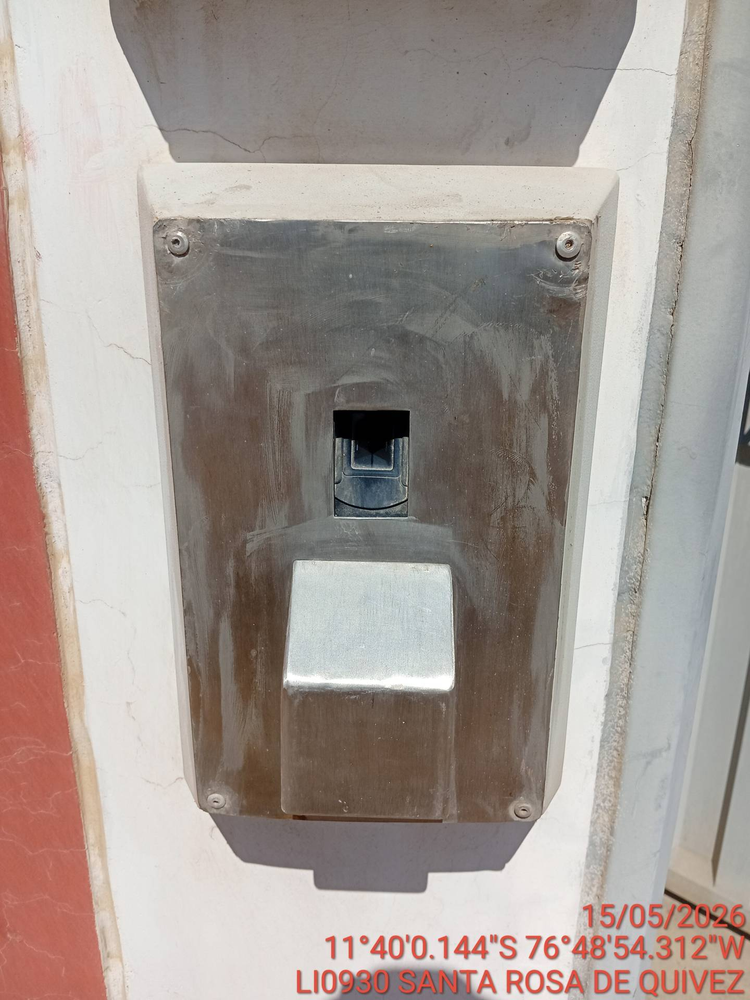 15/05/2026
11°40'0.144"S 76°48'54.312"W
LI0930 SANTA ROSA DE QUIVEZ